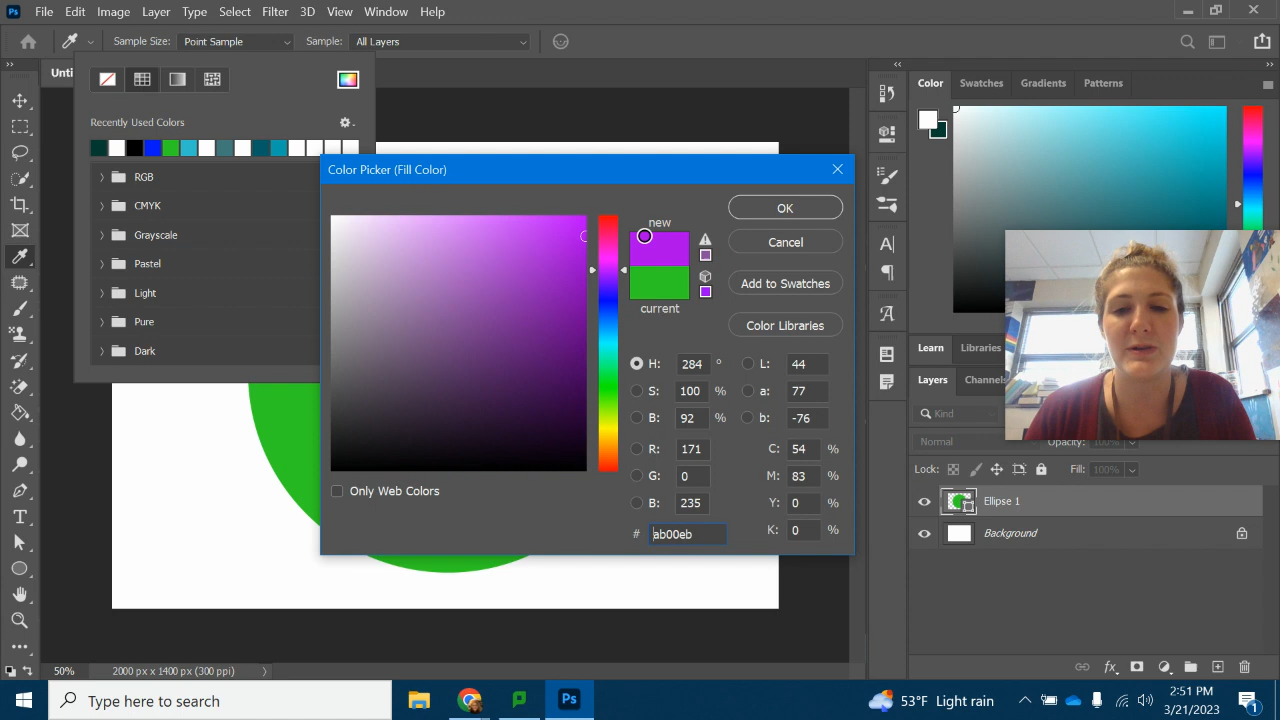 Ps File Edit Image Layer Type Select Filter 3D View Window Help
Sample Size: Point Sample Sample: All Layers
Recently Used Colors
RGB
CMYK
Grayscale
Pastel
Light
Pure
Dark
Color Picker (Fill Color)
new
current
OK
Cancel
Add to Swatches
Color Libraries
H: 284 ° L: 44
S: 100 % a: 77
B: 92 % b: -76
R: 171 C: 54 %
G: 0 M: 83 %
B: 235 Y: 0 %
# ab00eb K: 0 %
Only Web Colors
Color Swatches Gradients Patterns
Learn Libraries
Layers Channels
Kind
Normal Opacity: 100%
Lock: Fill: 100%
Ellipse 1
Background
50% 2000 px x 1400 px (300 ppi)
Type here to search
Ps
53°F Light rain
2:51 PM
3/21/2023
1